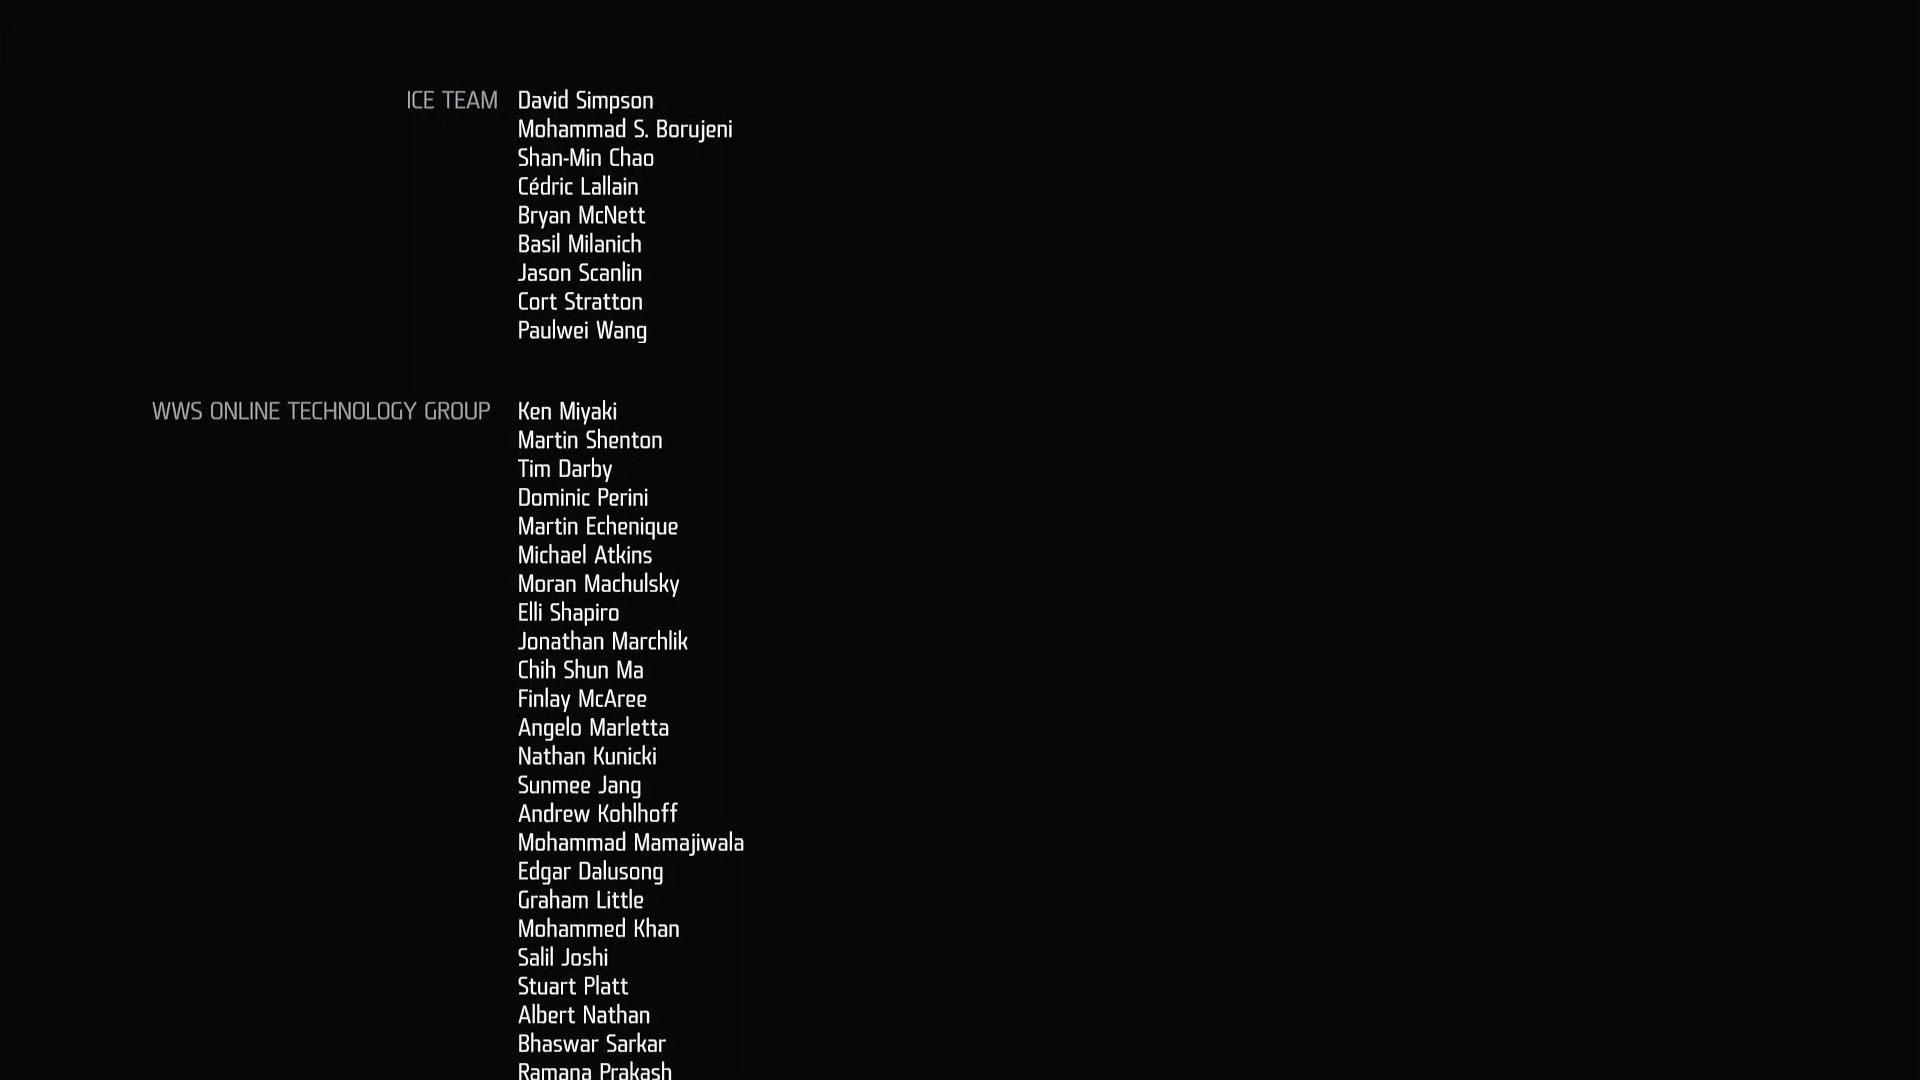 ICE TEAM David Simpson
Mohammad S. Borujeni
Shan-Min Chao
Cédric Lallain
Bryan McNett
Basil Milanich
Jason Scanlin
Cort Stratton
Paulwei Wang
WWS ONLINE TECHNOLOGY GROUP Ken Miyaki
Martin Shenton
Tim Darby
Dominic Perini
Martin Echenique
Michael Atkins
Moran Machulsky
Elli Shapiro
Jonathan Marchlik
Chih Shun Ma
Finlay McAree
Angelo Marletta
Nathan Kunicki
Sunmee Jang
Andrew Kohlhoff
Mohammad Mamajiwala
Edgar Dalusong
Graham Little
Mohammed Khan
Salil Joshi
Stuart Platt
Albert Nathan
Bhaswar Sarkar
Ramana Prakash